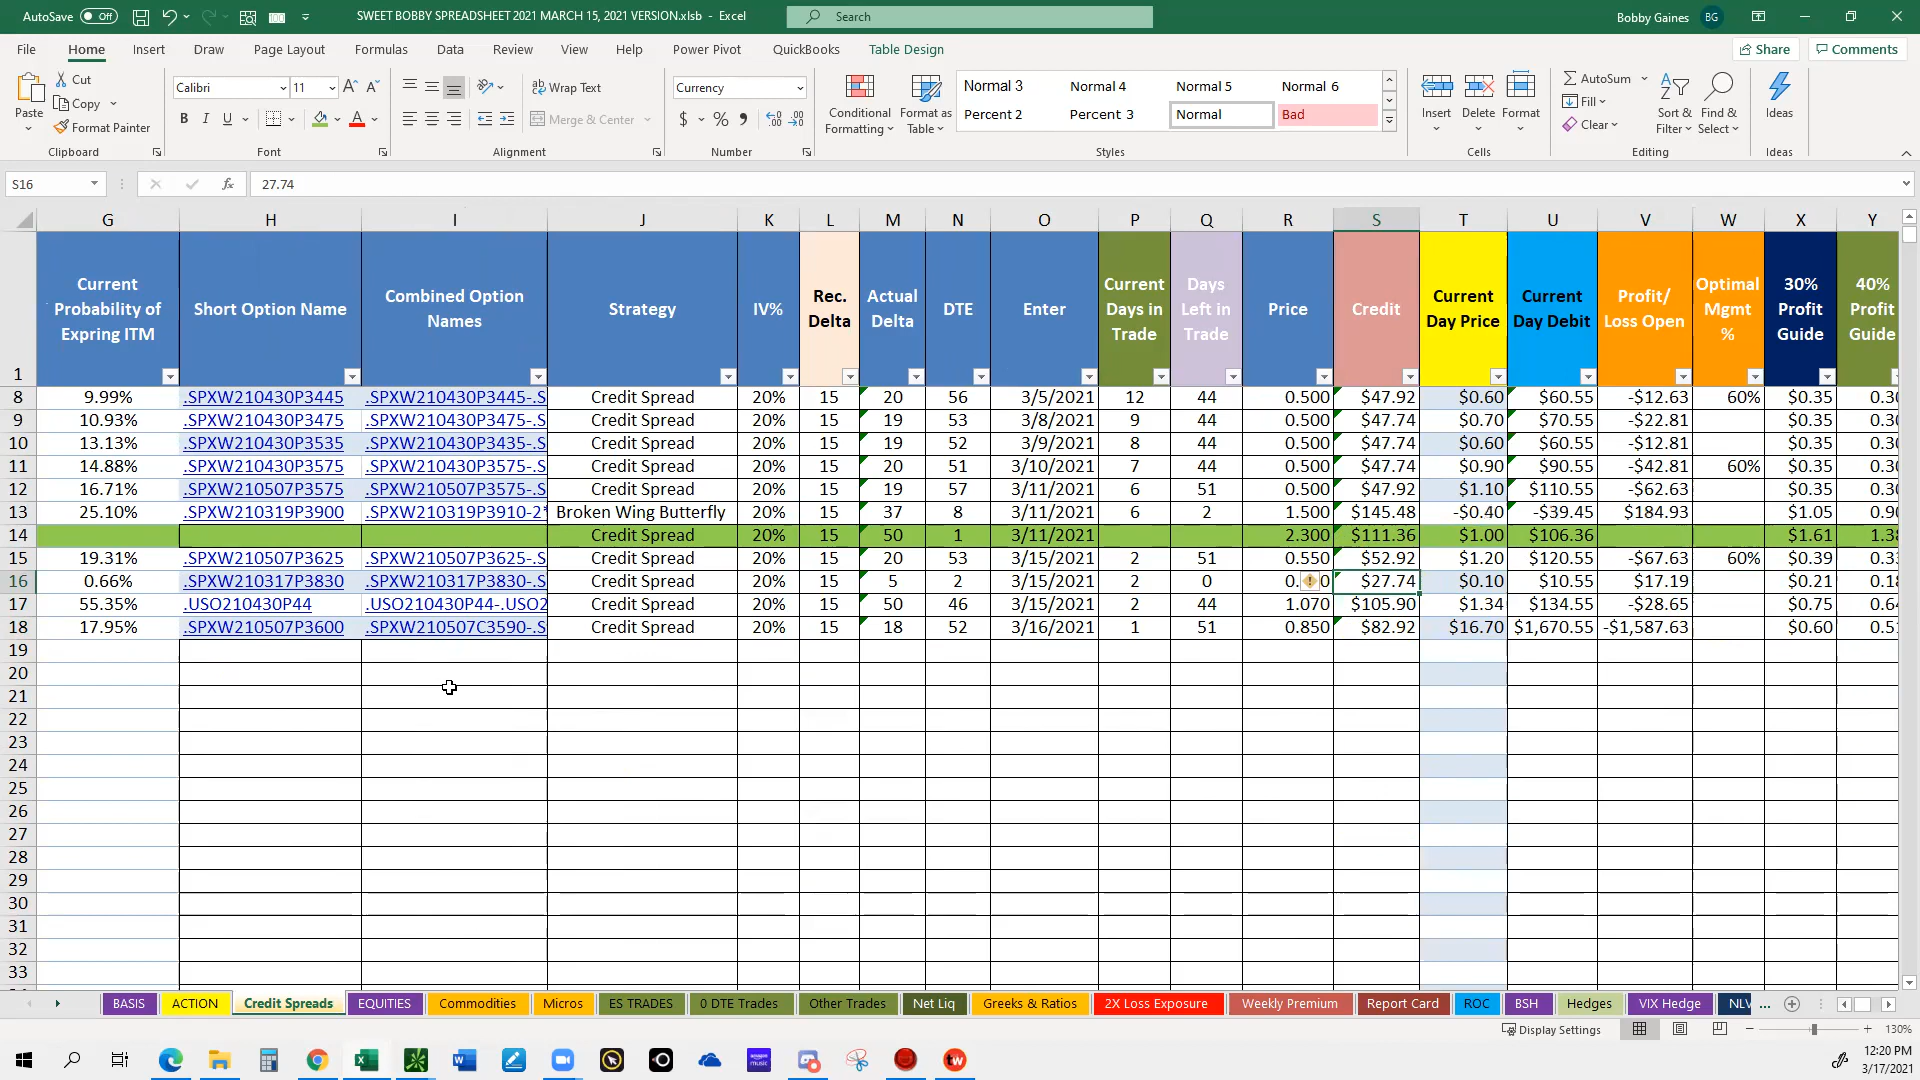 AutoSave Off SWEET BOBBY SPREADSHEET 2021 MARCH 15, 2021 VERSION.xlsb - Excel Search Bobby Gaines BG
File Home Insert Draw Page Layout Formulas Data Review View Help Power Pivot QuickBooks Table Design Share Comments
Paste Cut Copy Format Painter
Calibri 11
Wrap Text
Merge & Center
Currency
Conditional Formatting Format as Table
Normal 3 Normal 4 Normal 5 Normal 6
Percent 2 Percent 3 Normal Bad
Insert Delete Format
AutoSum Fill Clear
Sort & Filter Find & Select Ideas
Clipboard Font Alignment Number Styles Cells Editing Ideas
S16 fx 27.74
G H I J K L M N O P Q R S T U V W X Y
1 Current Probability of Expring ITM Short Option Name Combined Option Names Strategy IV% Rec. Delta Actual Delta DTE Enter Current Days in Trade Days Left in Trade Price Credit Current Day Price Current Day Debit Profit/ Loss Open Optimal Mgmt % 30% Profit Guide 40% Profit Guide
8 9.99% .SPXW210430P3445 .SPXW210430P3445-.S Credit Spread 20% 15 20 56 3/5/2021 12 44 0.500 $47.92 $0.60 $60.55 -$12.63 60% $0.35 0.30
9 10.93% .SPXW210430P3475 .SPXW210430P3475-.S Credit Spread 20% 15 19 53 3/8/2021 9 44 0.500 $47.74 $0.70 $70.55 -$22.81 $0.35 0.30
10 13.13% .SPXW210430P3535 .SPXW210430P3435-.S Credit Spread 20% 15 19 52 3/9/2021 8 44 0.500 $47.74 $0.60 $60.55 -$12.81 $0.35 0.30
11 14.88% .SPXW210430P3575 .SPXW210430P3575-.S Credit Spread 20% 15 20 51 3/10/2021 7 44 0.500 $47.74 $0.90 $90.55 -$42.81 60% $0.35 0.30
12 16.71% .SPXW210507P3575 .SPXW210507P3575-.S Credit Spread 20% 15 19 57 3/11/2021 6 51 0.500 $47.92 $1.10 $110.55 -$62.63 $0.35 0.30
13 25.10% .SPXW210319P3900 .SPXW210319P3910-2* Broken Wing Butterfly 20% 15 37 8 3/11/2021 6 2 1.500 $145.48 -$0.40 -$39.45 $184.93 $1.05 0.90
14 Credit Spread 20% 15 50 1 3/11/2021 2.300 $111.36 $1.00 $106.36 $1.61 1.38
15 19.31% .SPXW210507P3625 .SPXW210507P3625-.S Credit Spread 20% 15 20 53 3/15/2021 2 51 0.550 $52.92 $1.20 $120.55 -$67.63 60% $0.39 0.33
16 0.66% .SPXW210317P3830 .SPXW210317P3830-.S Credit Spread 20% 15 5 2 3/15/2021 2 0 $27.74 $0.10 $10.55 $17.19 $0.21 0.18
17 55.35% .USO210430P44 .USO210430P44-.USO2 Credit Spread 20% 15 50 46 3/15/2021 2 44 1.070 $105.90 $1.34 $134.55 -$28.65 $0.75 0.64
18 17.95% .SPXW210507P3600 .SPXW210507C3590-.S Credit Spread 20% 15 18 52 3/16/2021 1 51 0.850 $82.92 $16.70 $1,670.55 -$1,587.63 $0.60 0.51
19
20
21
22
23
24
25
26
27
28
29
30
31
32
33
BASIS ACTION Credit Spreads EQUITIES Commodities Micros ES TRADES 0 DTE Trades Other Trades Net Liq Greeks & Ratios 2X Loss Exposure Weekly Premium Report Card ROC BSH Hedges VIX Hedge NLV ...
Display Settings 130%
12:20 PM
3/17/2021